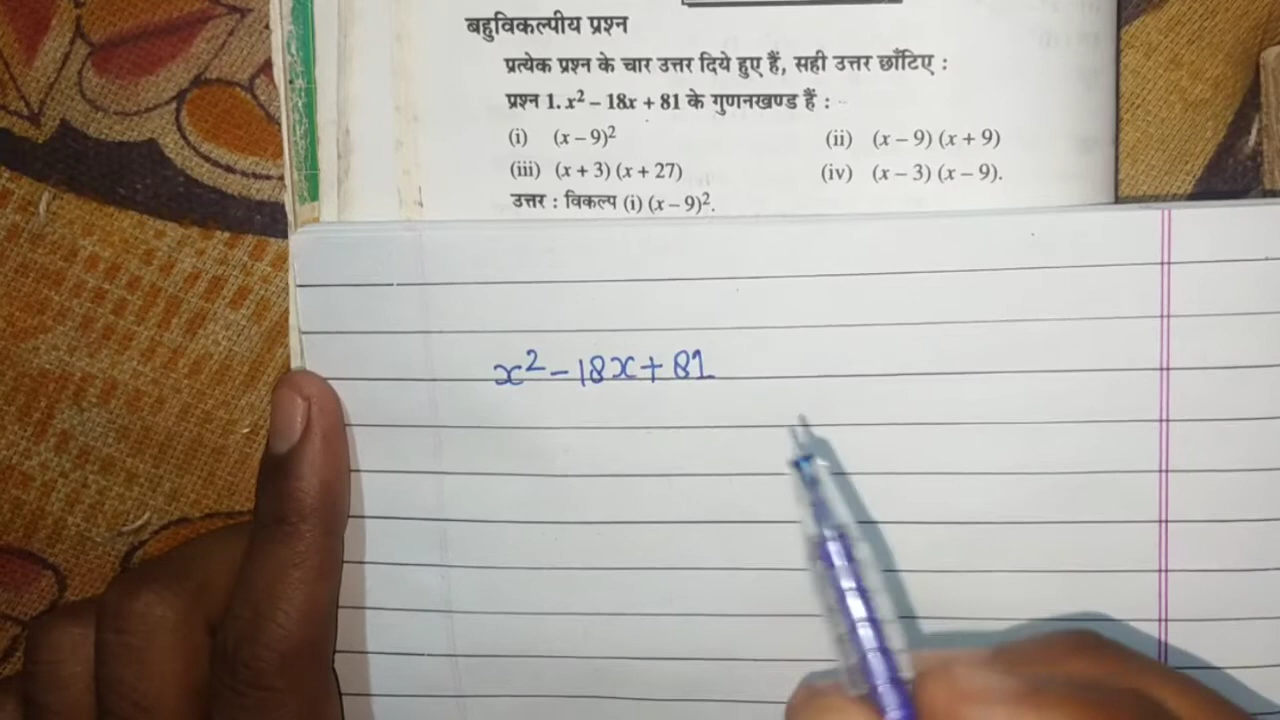 बहुविकल्पीय प्रश्न
प्रत्येक प्रश्न के चार उत्तर दिये हुए हैं, सही उत्तर छाँटिए :
प्रश्न 1. x² – 18x + 81 के गुणनखण्ड हैं :
(i) (x – 9)² (ii) (x – 9) (x + 9)
(iii) (x + 3) (x + 27) (iv) (x – 3) (x – 9).
उत्तर : विकल्प (i) (x – 9)².
x² – 18x + 81